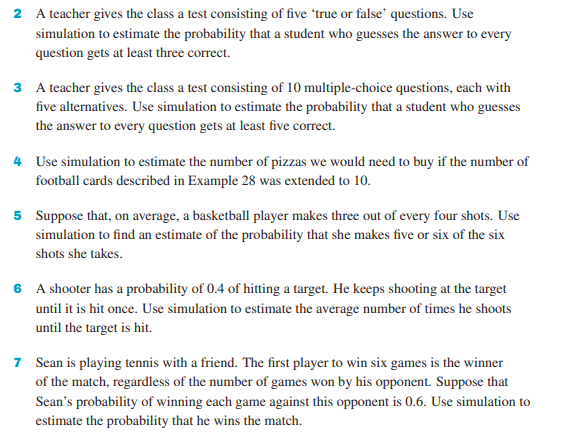 2 A teacher gives the class a test consisting of five ‘true or false’ questions. Use
simulation to estimate the probability that a student who guesses the answer to every
question gets at least three correct.
3 A teacher gives the class a test consisting of 10 multiple-choice questions, each with
five alternatives. Use simulation to estimate the probability that a student who guesses
the answer to every question gets at least five correct.
4 Use simulation to estimate the number of pizzas we would need to buy if the number of
football cards described in Example 28 was extended to 10.
5 Suppose that, on average, a basketball player makes three out of every four shots. Use
simulation to find an estimate of the probability that she makes five or six of the six
shots she takes.
6 A shooter has a probability of 0.4 of hitting a target. He keeps shooting at the target
until it is hit once. Use simulation to estimate the average number of times he shoots
until the target is hit.
7 Sean is playing tennis with a friend. The first player to win six games is the winner
of the match, regardless of the number of games won by his opponent. Suppose that
Sean’s probability of winning each game against this opponent is 0.6. Use simulation to
estimate the probability that he wins the match.